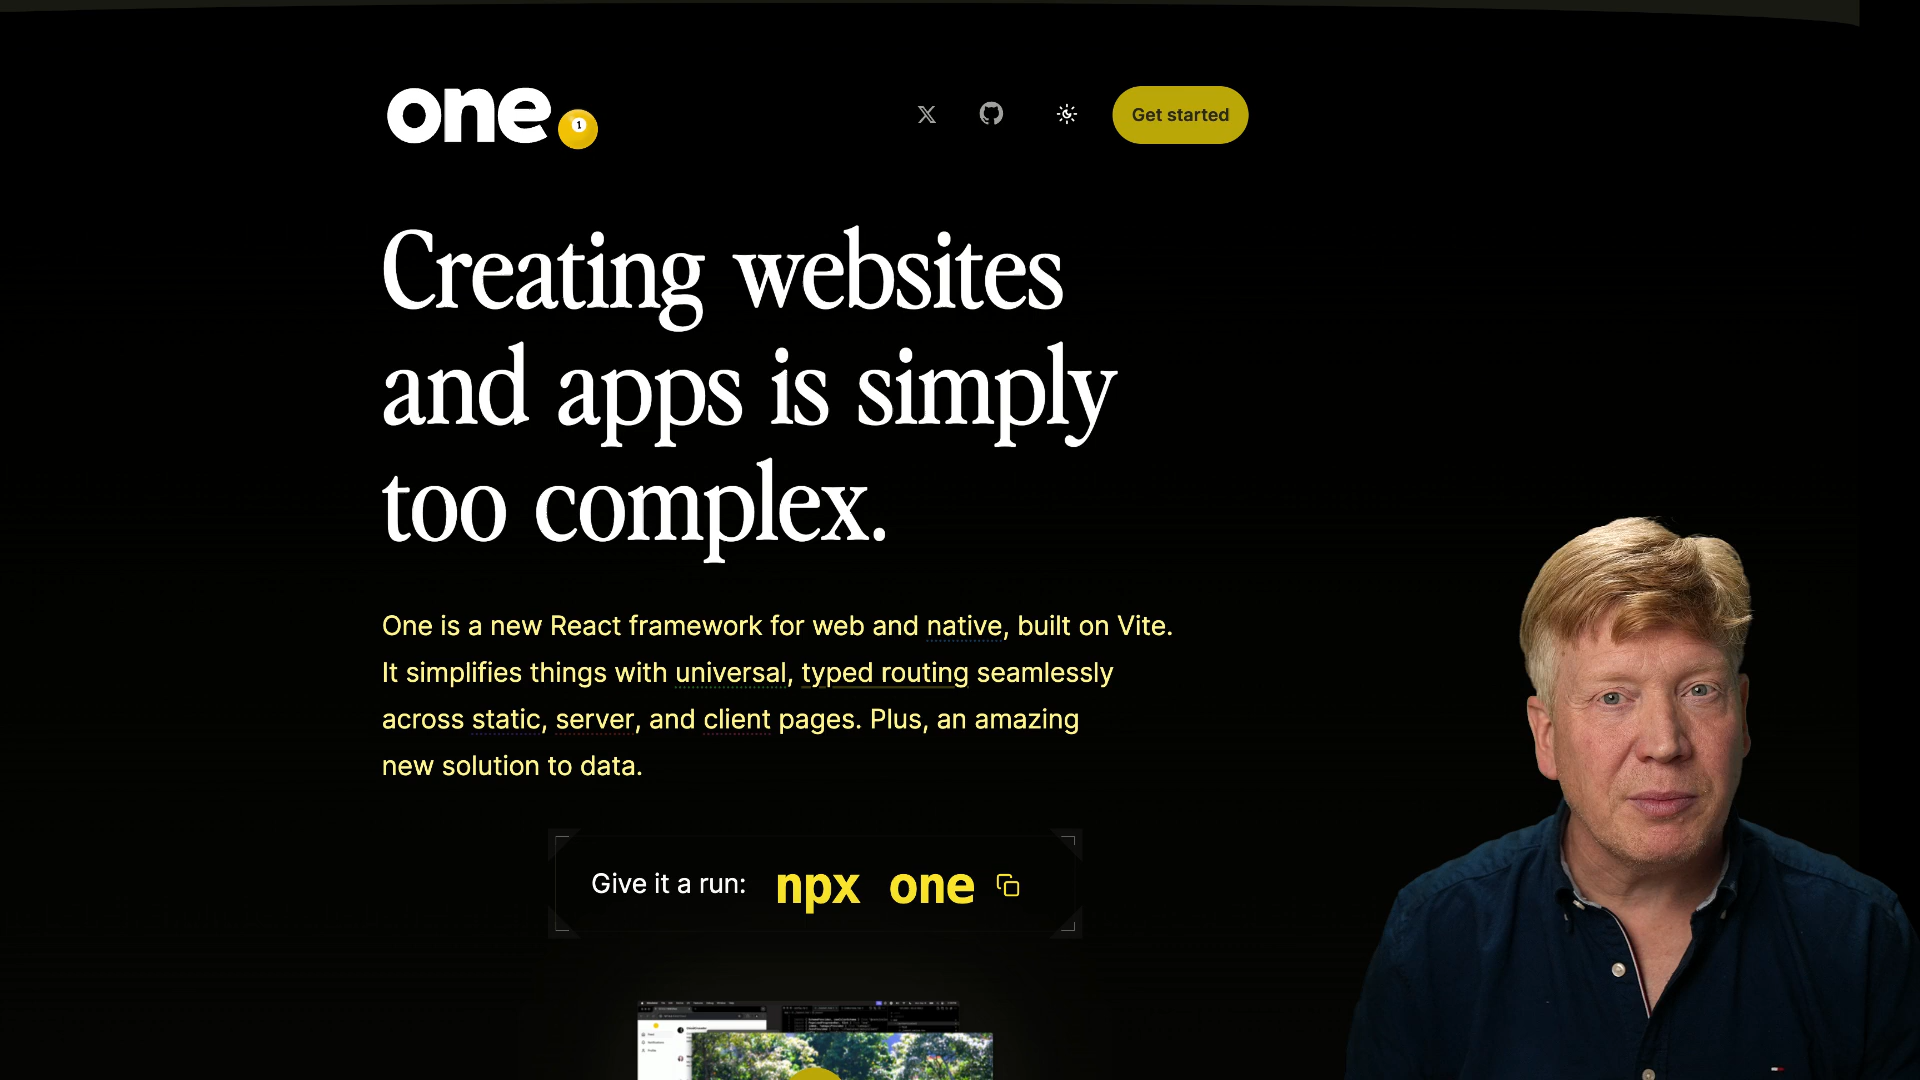 one
1
Get started
Creating websites
and apps is simply
too complex.
One is a new React framework for web and native, built on Vite.
It simplifies things with universal, typed routing seamlessly
across static, server, and client pages. Plus, an amazing
new solution to data.
Give it a run: npx one